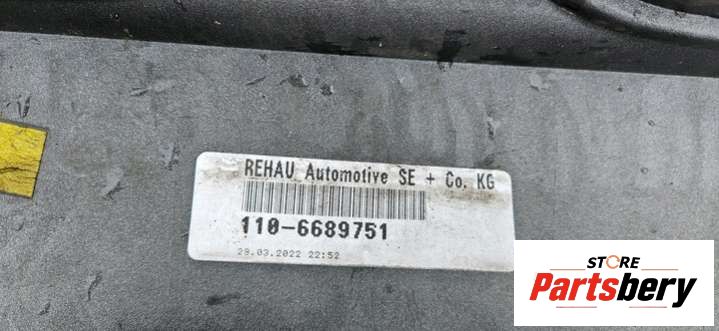 REHAU Automotive SE + Co. KG
110-6689751
29.03.2022 22:52
STORE
Partsbery